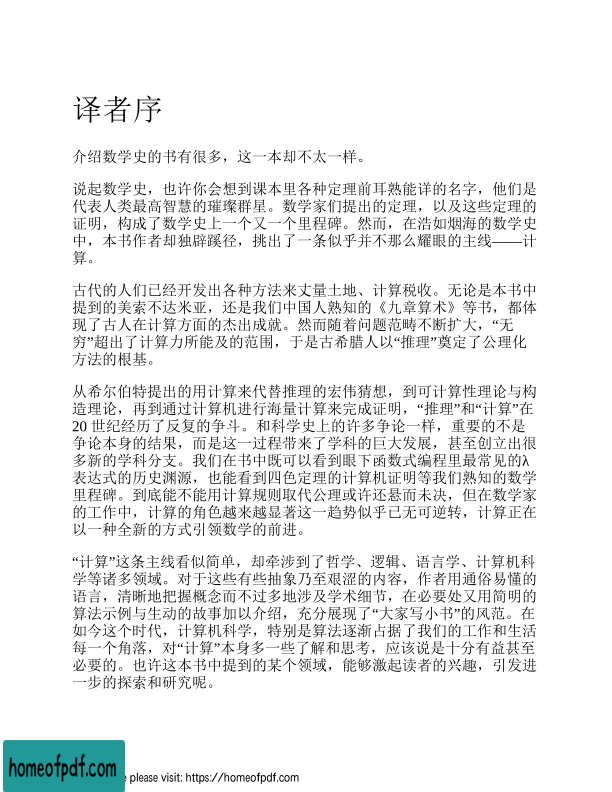 译者序
介绍数学史的书有很多，这一本却不太一样。
说起数学史，也许你会想到课本里各种定理前耳熟能详的名字，他们是
代表人类最高智慧的璀璨群星。数学家们提出的定理，以及这些定理的
证明，构成了数学史上一个又一个里程碑。然而，在浩如烟海的数学史
中，本书作者却独辟蹊径，挑出了一条似乎并不那么耀眼的主线——计
算。
古代的人们已经开发出各种方法来丈量土地、计算税收。无论是本书中
提到的美索不达米亚，还是我们中国人熟知的《九章算术》等书，都体
现了古人在计算方面的杰出成就。然而随着问题范畴不断扩大，“无
穷”超出了计算力所能及的范围，于是古希腊人以“推理”奠定了公理化
方法的根基。
从希尔伯特提出的用计算来代替推理的宏伟猜想，到可计算性理论与构
造理论，再到通过计算机进行海量计算来完成证明，“推理”和“计算”在
20 世纪经历了反复的争斗。和科学史上的许多争论一样，重要的不是
争论本身的结果，而是这一过程带来了学科的巨大发展，甚至创立出很
多新的学科分支。我们在书中既可以看到眼下函数式编程里最常见的λ
表达式的历史渊源，也能看到四色定理的计算机证明等我们熟知的数学
里程碑。到底能不能用计算规则取代公理或许还悬而未决，但在数学家
的工作中，计算的角色越来越显著这一趋势似乎已无可逆转，计算正在
以一种全新的方式引领数学的前进。
“计算”这条主线看似简单，却牵涉到了哲学、逻辑、语言学、计算机科
学等诸多领域。对于这些有些抽象乃至艰涩的内容，作者用通俗易懂的
语言，清晰地把握概念而不过多地涉及学术细节，在必要处又用简明的
算法示例与生动的故事加以介绍，充分展现了“大家写小书”的风范。在
如今这个时代，计算机科学，特别是算法逐渐占据了我们的工作和生活
每一个角落，对“计算”本身多一些了解和思考，应该说是十分有益甚至
必要的。也许这本书中提到的某个领域，能够激起读者的兴趣，引发进
一步的探索和研究呢。
homeofpdf.com
please visit: https://homeofpdf.com